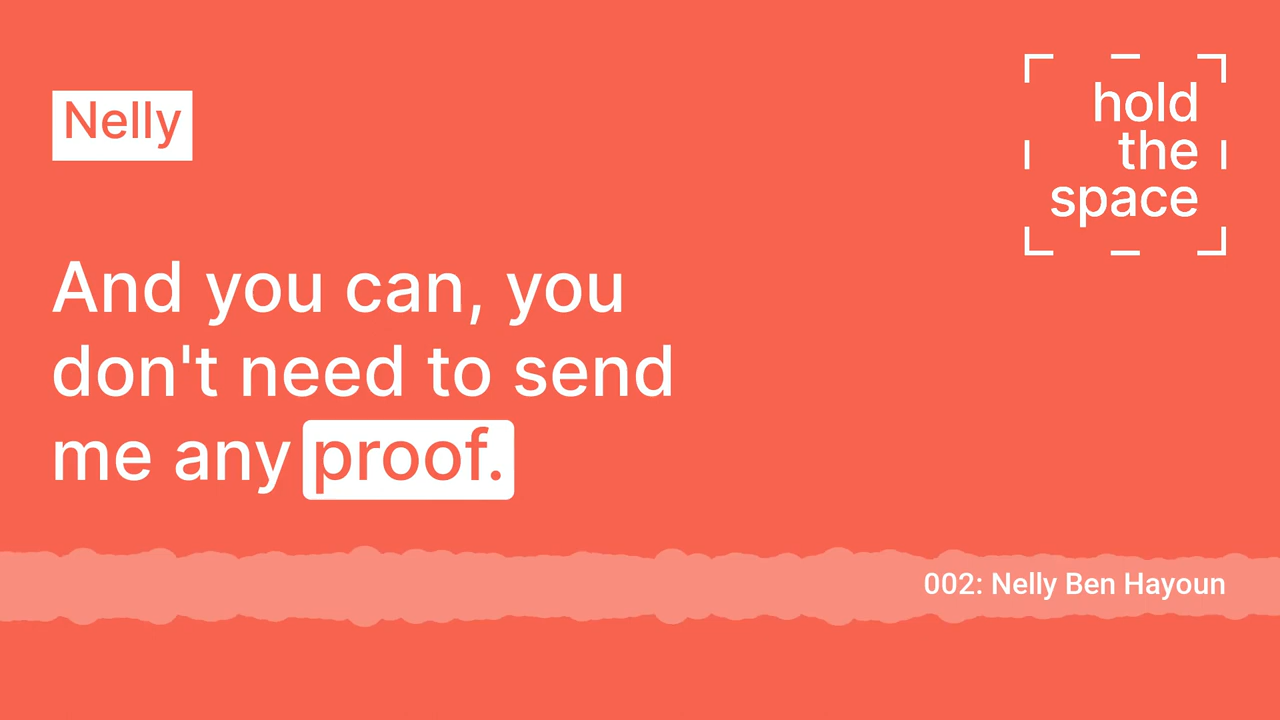 Nelly
hold
the
space
And you can, you
don't need to send
me any proof.
002: Nelly Ben Hayoun